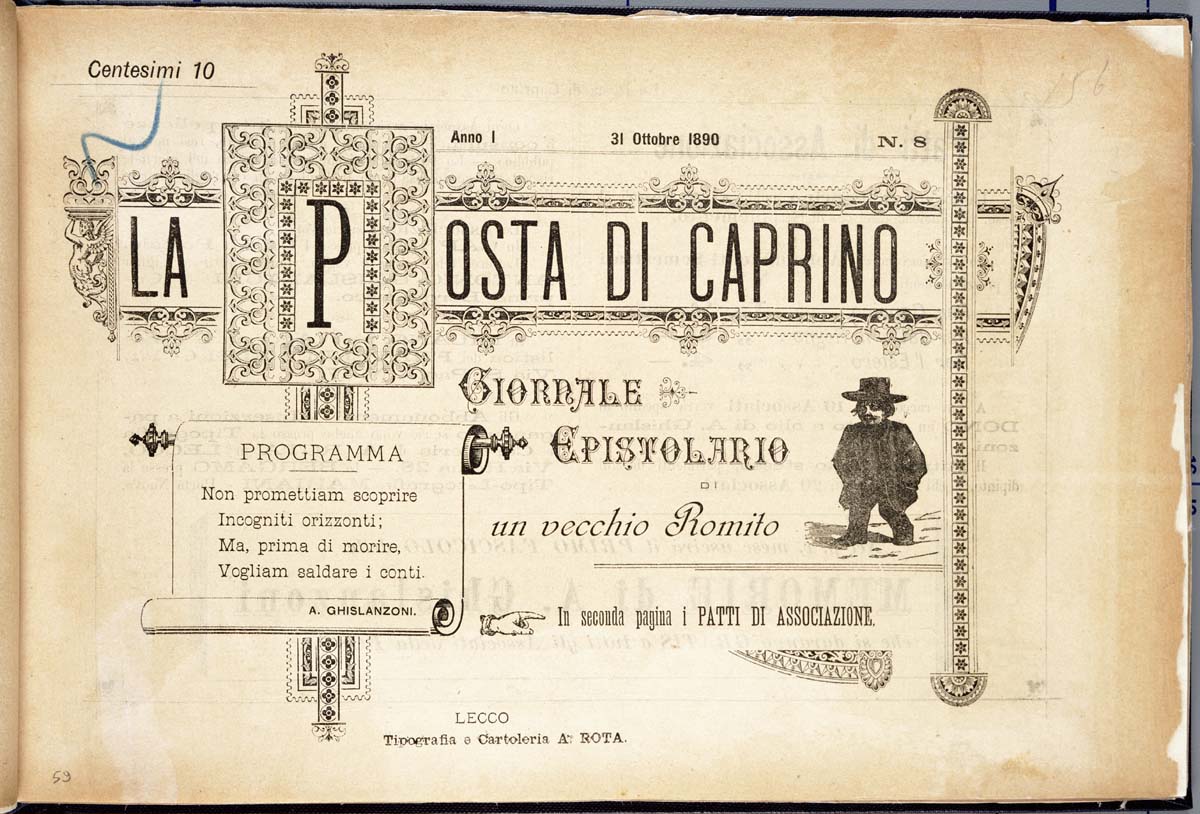 Centesimi 10
Anno I 31 Ottobre 1890 N. 8
LA POSTA DI CAPRINO
GIORNALE
EPISTOLARIO
DI
un vecchio Romito
PROGRAMMA
Non promettiam scoprire
Incogniti orizzonti;
Ma, prima di morire,
Vogliam saldare i conti.
A. GHISLANZONI.
In seconda pagina i PATTI DI ASSOCIAZIONE.
LECCO
Tipografia e Cartoleria A. ROTA.
59